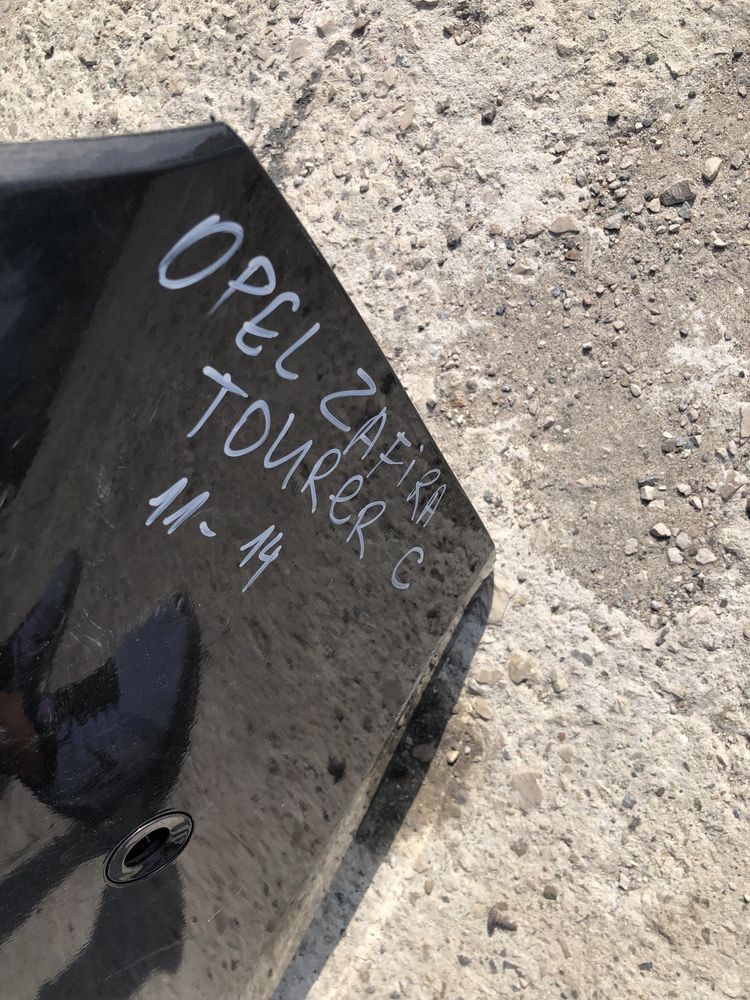 OPEL ZAFiRA
TOURER C
11-14